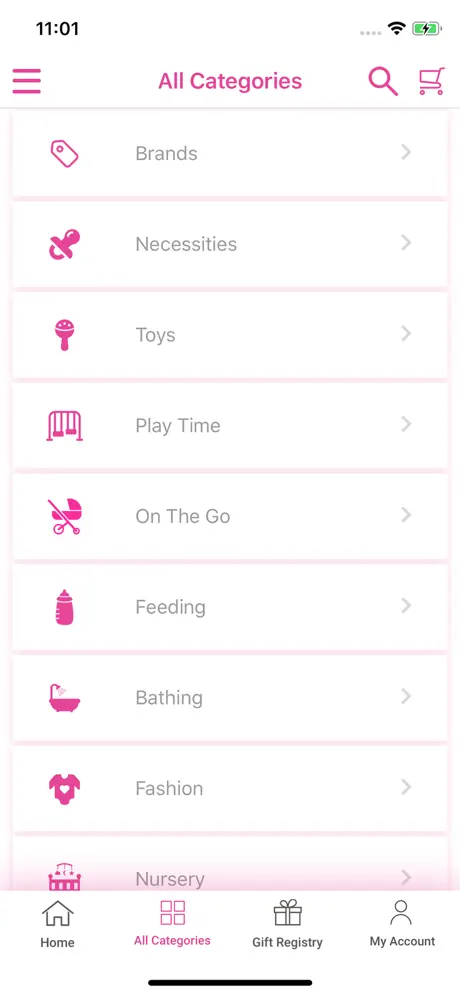 11:01
All Categories
Brands
Necessities
Toys
Play Time
On The Go
Feeding
Bathing
Fashion
Nursery
Home
All Categories
Gift Registry
My Account